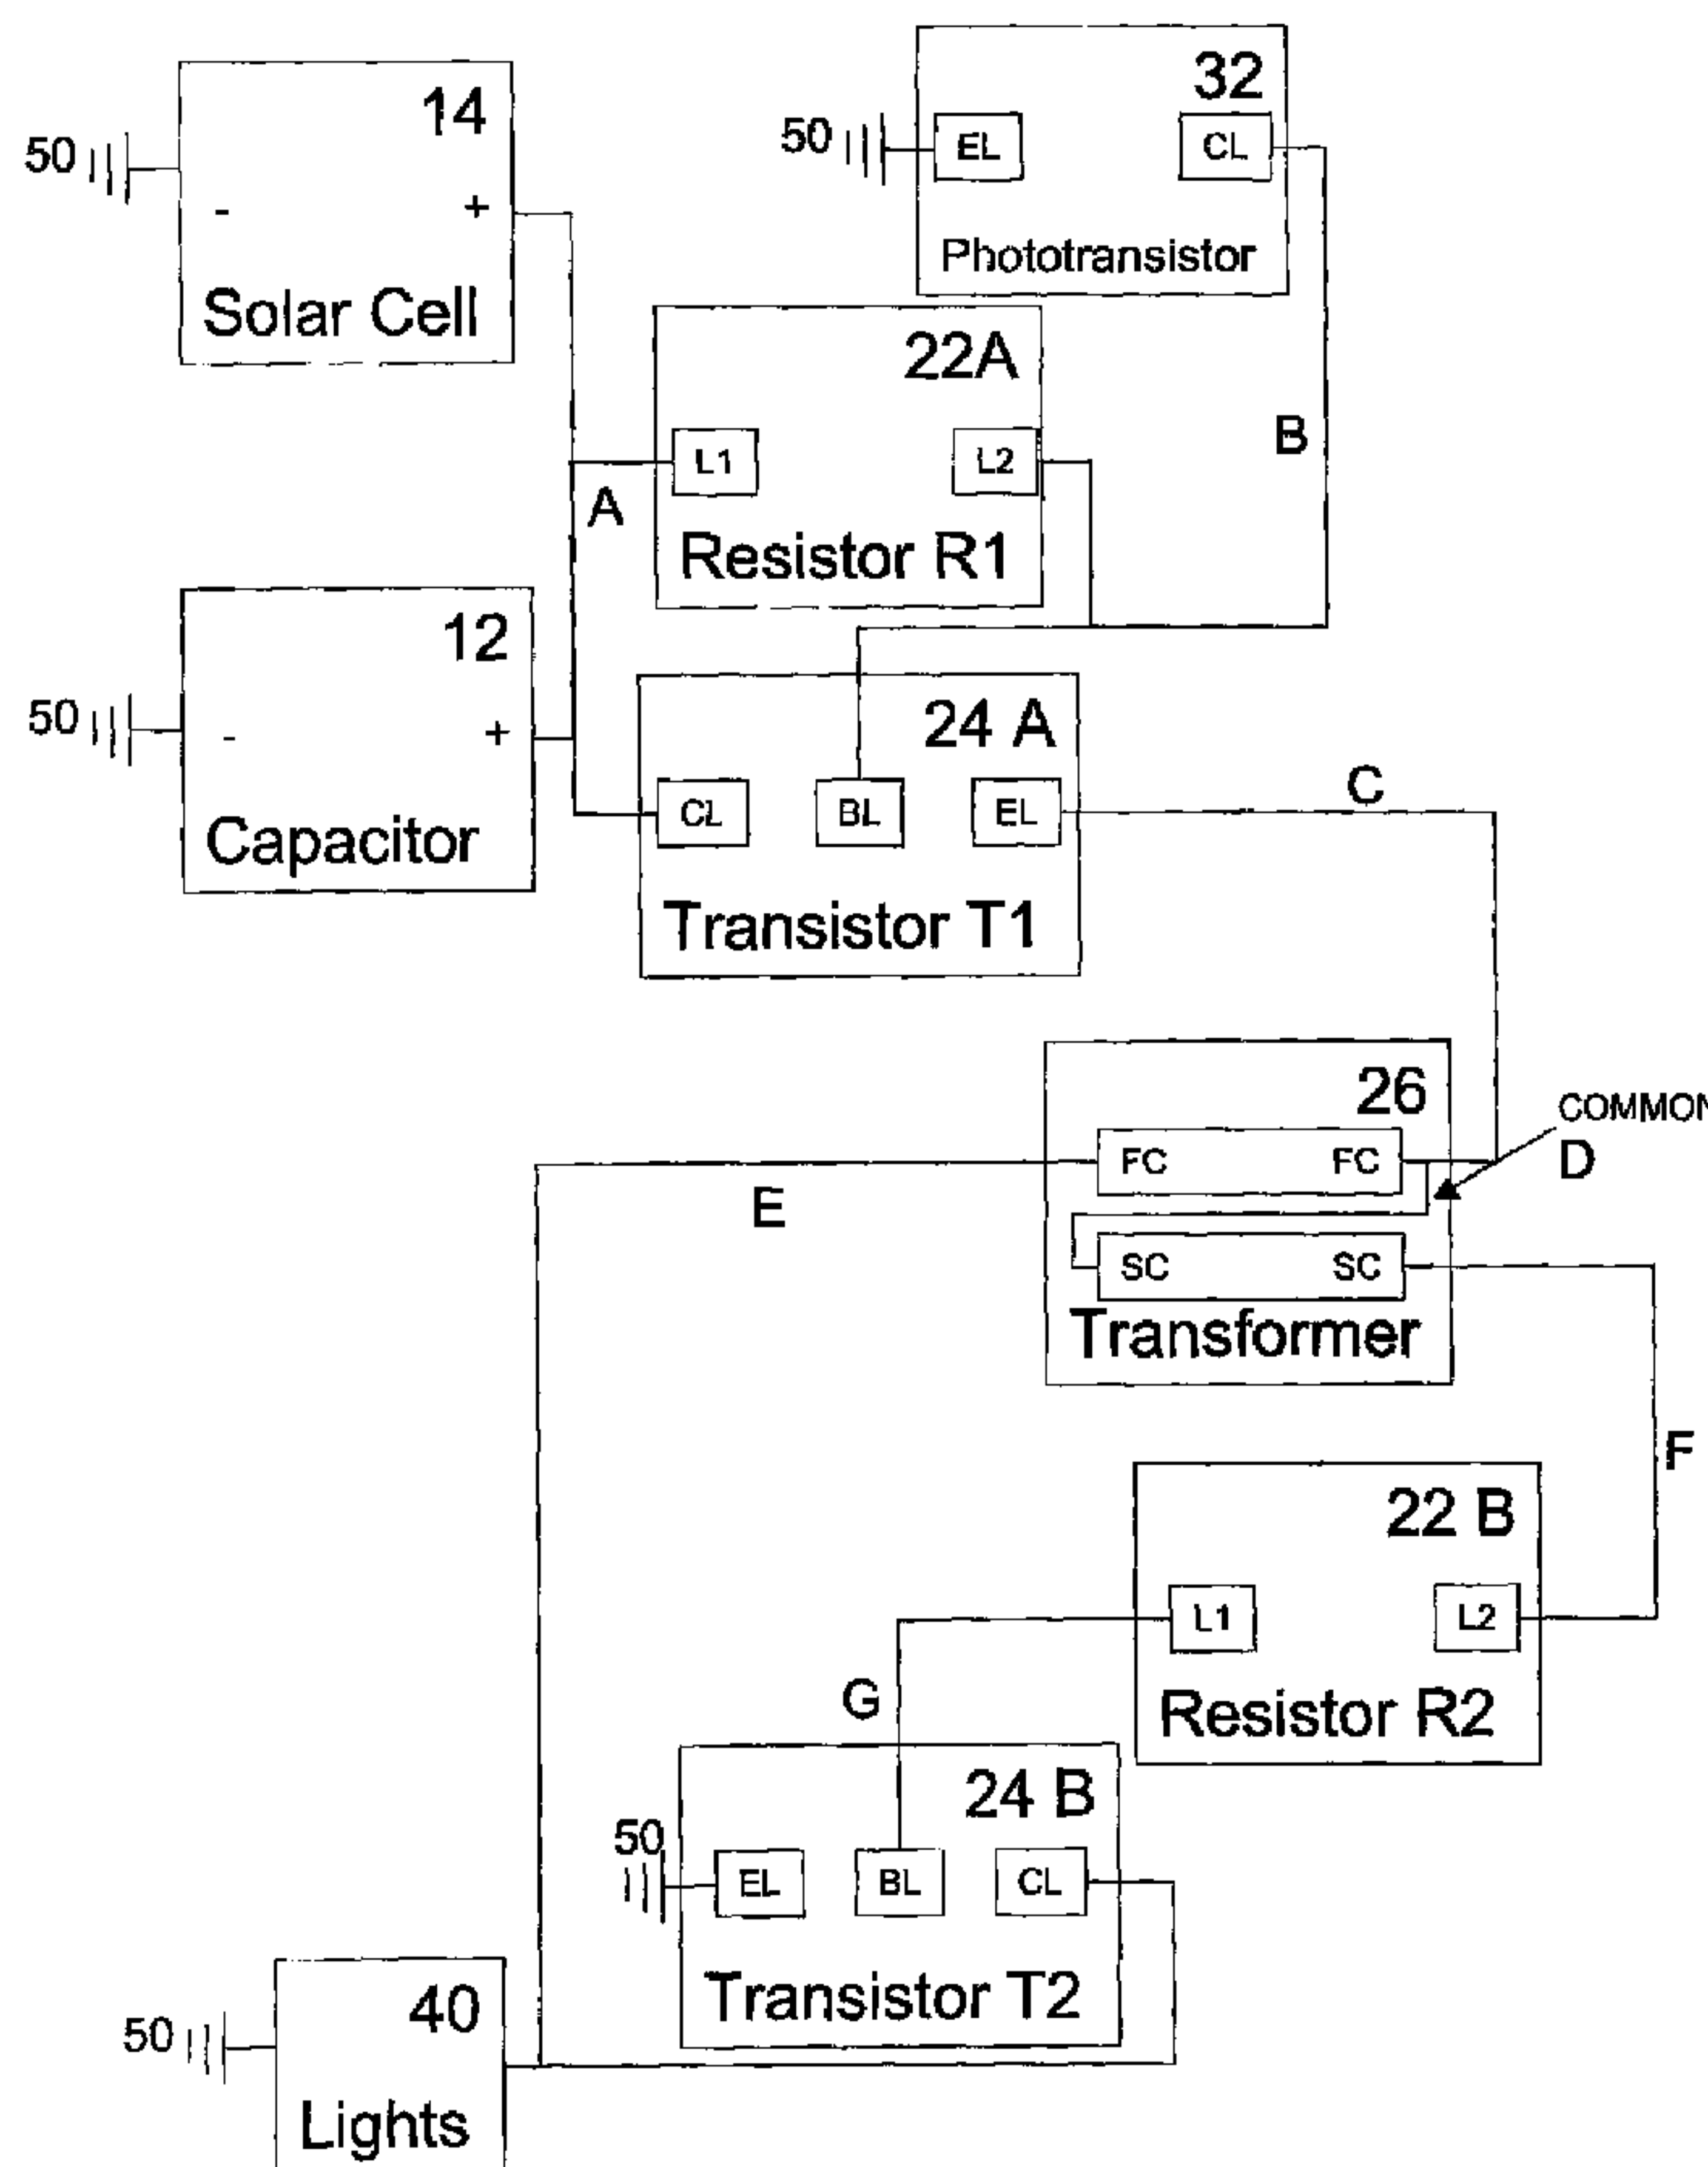 32
14
50
50
EL
CL
- +
Phototransistor
Solar Cell
22A
B
L1
L2
A
Resistor R1
12
24 A
50
- +
C
CL
BL
EL
Capacitor
Transistor T1
26
COMMON
FC
FC
D
E
SC
SC
Transformer
F
22 B
L1
L2
G
Resistor R2
24 B
50
EL
BL
CL
Transistor T2
40
50
Lights